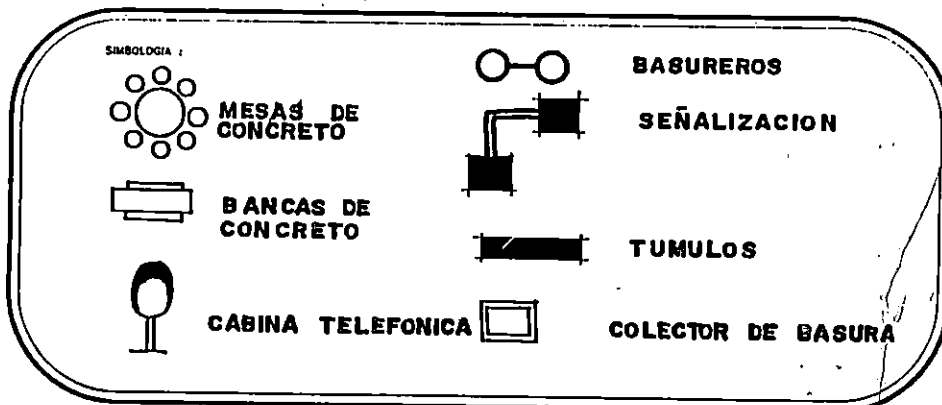 SIMBOLOGIA :
MESAS DE
CONCRETO
BANCAS DE
CONCRETO
CABINA TELEFONICA
BASUREROS
SEÑALIZACION
TUMULOS
COLECTOR DE BASURA